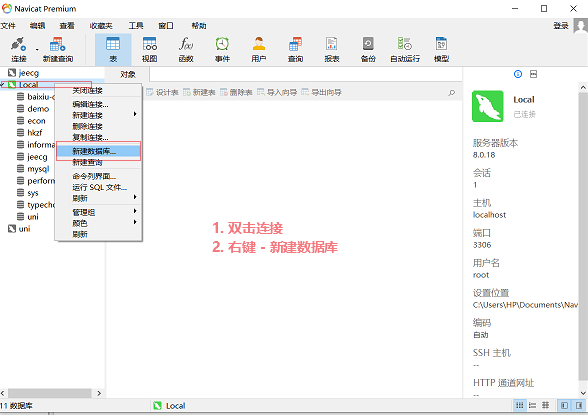 Navicat Premium
文件 编辑 查看 收藏夹 工具 窗口 帮助 登录
连接 新建查询 表 视图 函数 事件 用户 查询 报表 备份 自动运行 模型
jeecg
对象
Local
关闭连接
设计表 新建表 删除表 导入向导 导出向导
baixiu-
编辑连接...
demo
新建连接
econ
删除连接
hkzf
复制连接...
informa
新建数据库...
jeecg
新建查询
mysql
命令列界面...
perform
运行 SQL 文件...
sys
刷新
typech
管理组
uni
颜色
uni
刷新
1. 双击连接
2. 右键 - 新建数据库
Local
已连接
服务器版本
8.0.18
会话
1
主机
localhost
端口
3306
用户名
root
设置位置
C:\Users\HP\Documents\Nav
编码
自动
SSH 主机
--
HTTP 通道网址
--
11 数据库 Local